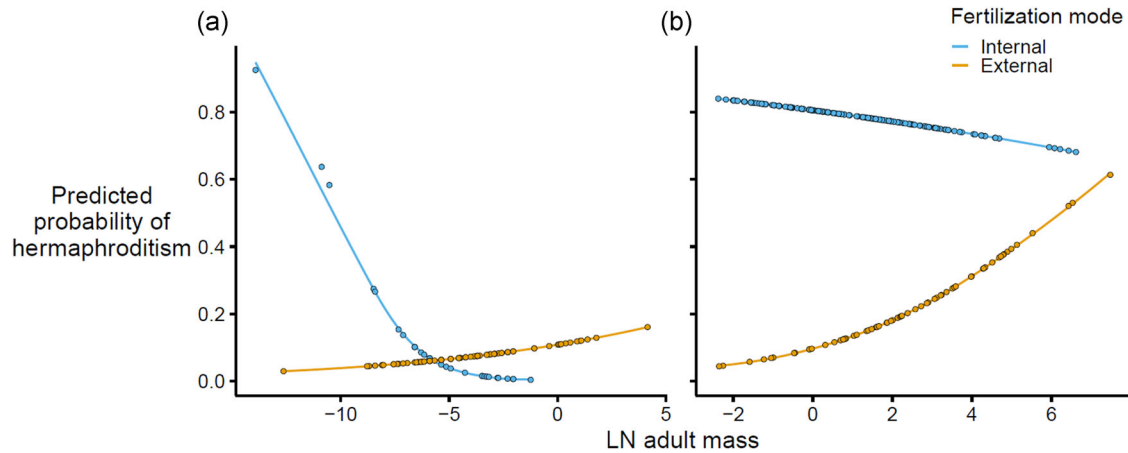 (a)
(b)
Fertilization mode
Internal
External
Predicted
probability of
hermaphroditism
0.8
0.6
0.4
0.2
0.0
−10
−5
0
5
−2
0
2
4
6
LN adult mass